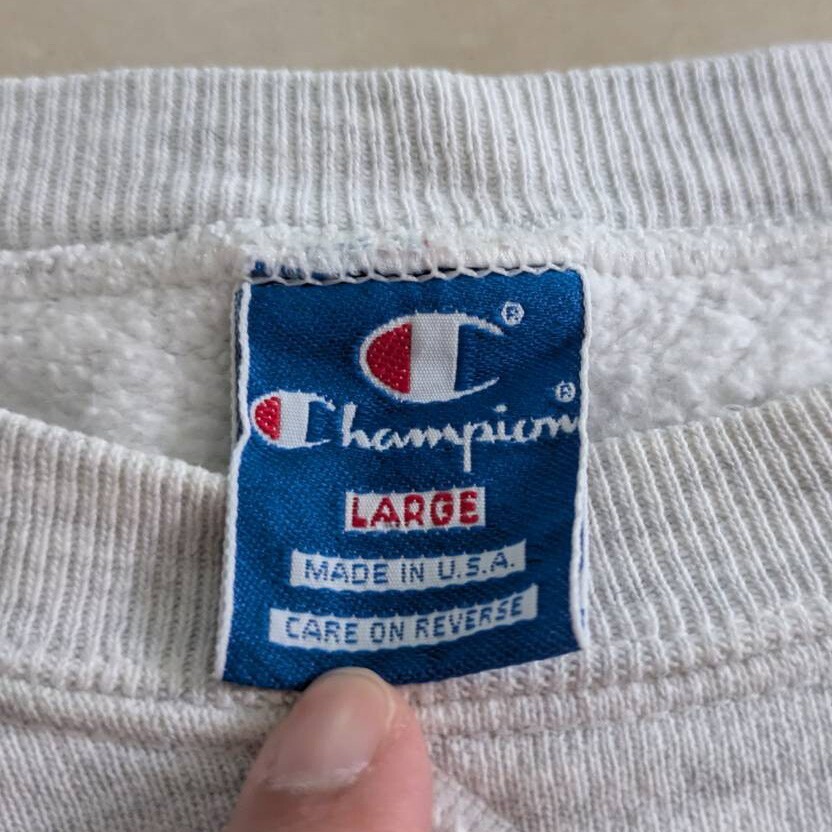 ®
Champion®
LARGE
MADE IN U.S.A.
CARE ON REVERSE